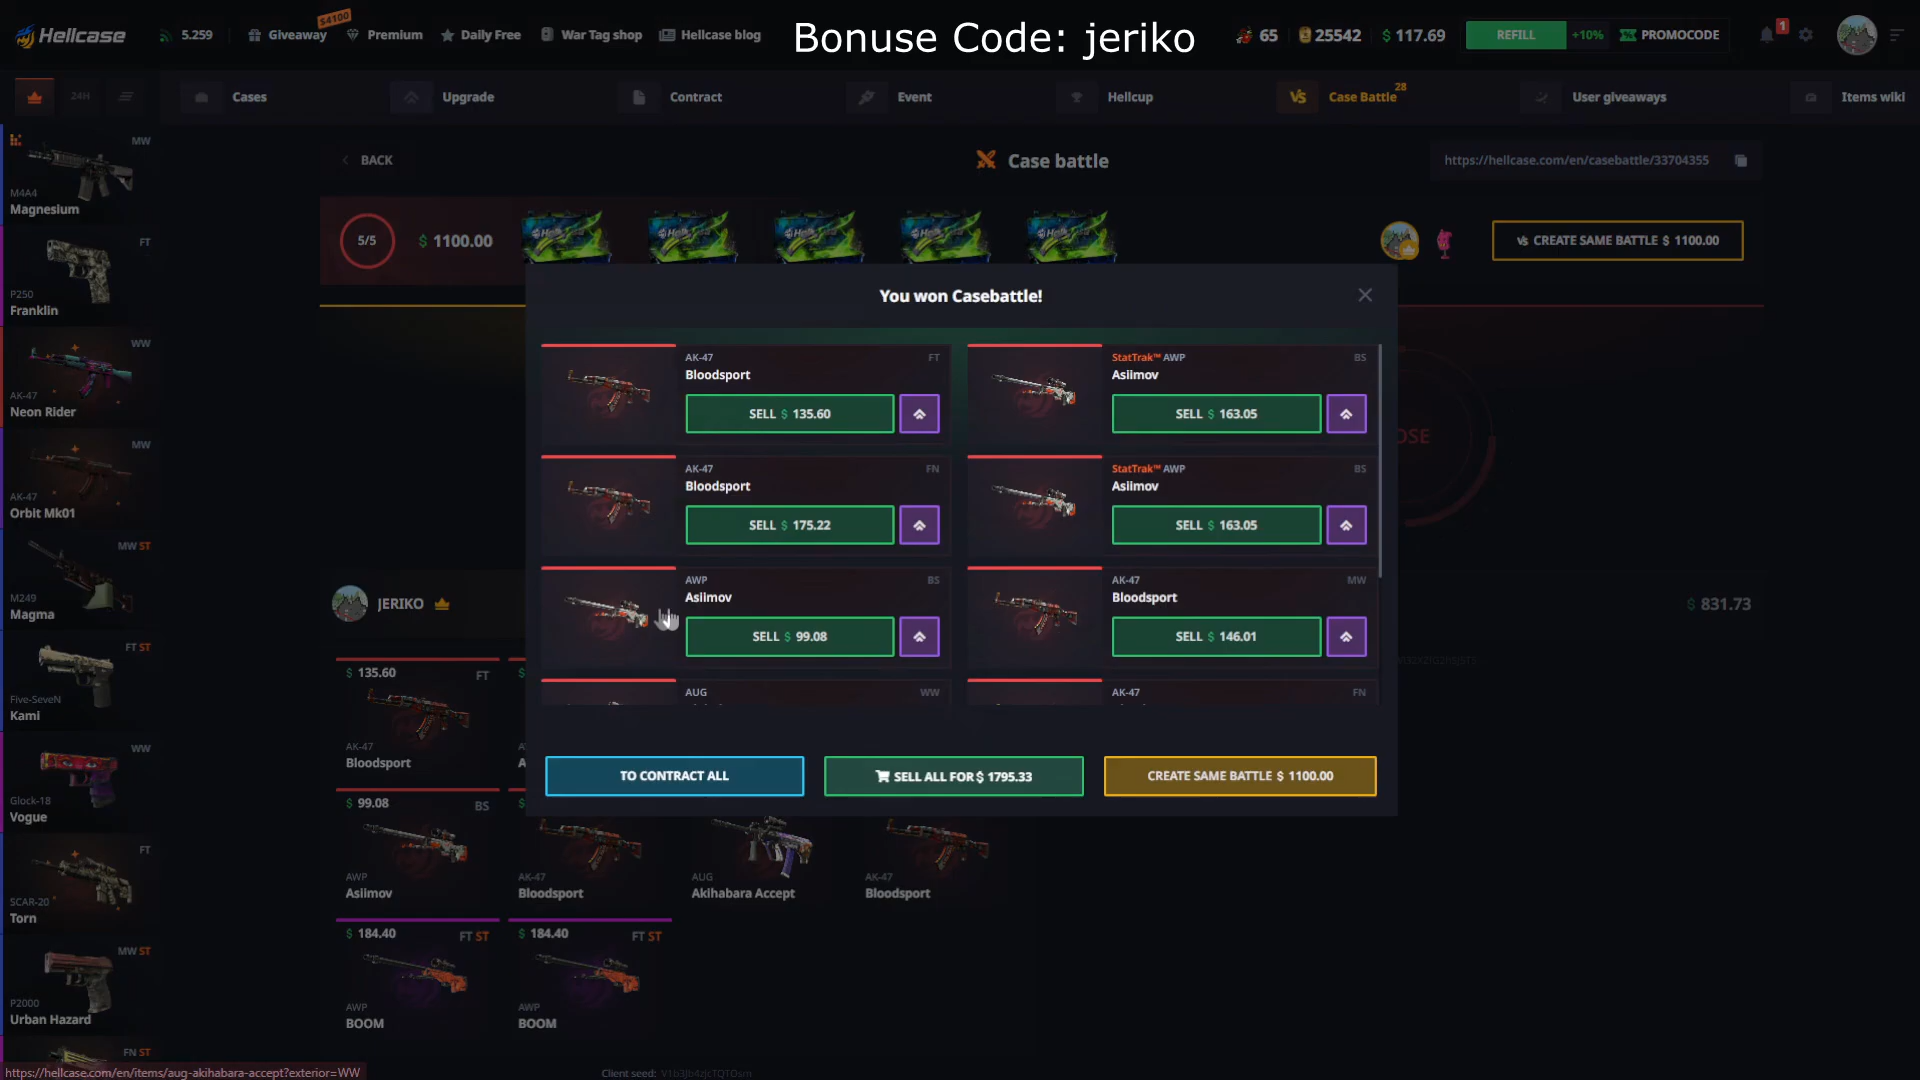 Bonuse Code: jeriko
Hellcase
5.259
Giveaway
$4100
Premium
Daily Free
War Tag shop
Hellcase blog
65
25542
$ 117.69
REFILL
+10%
PROMOCODE
1
24H
Cases
Upgrade
Contract
Event
Hellcup
VS
Case Battle
28
User giveaways
Items wiki
BACK
Case battle
https://hellcase.com/en/casebattle/33704355
5/5
$ 1100.00
VS CREATE SAME BATTLE $ 1100.00
You won Casebattle!
AK-47
FT
Bloodsport
SELL $ 135.60
StatTrak™ AWP
BS
Asiimov
SELL $ 163.05
AK-47
FN
Bloodsport
SELL $ 175.22
StatTrak™ AWP
BS
Asiimov
SELL $ 163.05
AWP
BS
Asiimov
SELL $ 99.08
AK-47
MW
Bloodsport
SELL $ 146.01
AUG
WW
AK-47
FN
TO CONTRACT ALL
SELL ALL FOR $ 1795.33
CREATE SAME BATTLE $ 1100.00
MW
M4A4
Magnesium
FT
P250
Franklin
WW
AK-47
Neon Rider
MW
AK-47
Orbit Mk01
MW ST
M249
Magma
FT ST
Five-SeveN
Kami
WW
Glock-18
Vogue
FT
SCAR-20
Torn
MW ST
P2000
Urban Hazard
FN ST
JERIKO
$ 831.73
$ 135.60
FT
AK-47
Bloodsport
$ 99.08
BS
AWP
Asiimov
AK-47
Bloodsport
AUG
Akihabara Accept
AK-47
Bloodsport
$ 184.40
FT ST
AWP
BOOM
$ 184.40
FT ST
AWP
BOOM
https://hellcase.com/en/items/aug-akihabara-accept?exterior=WW
Client seed: